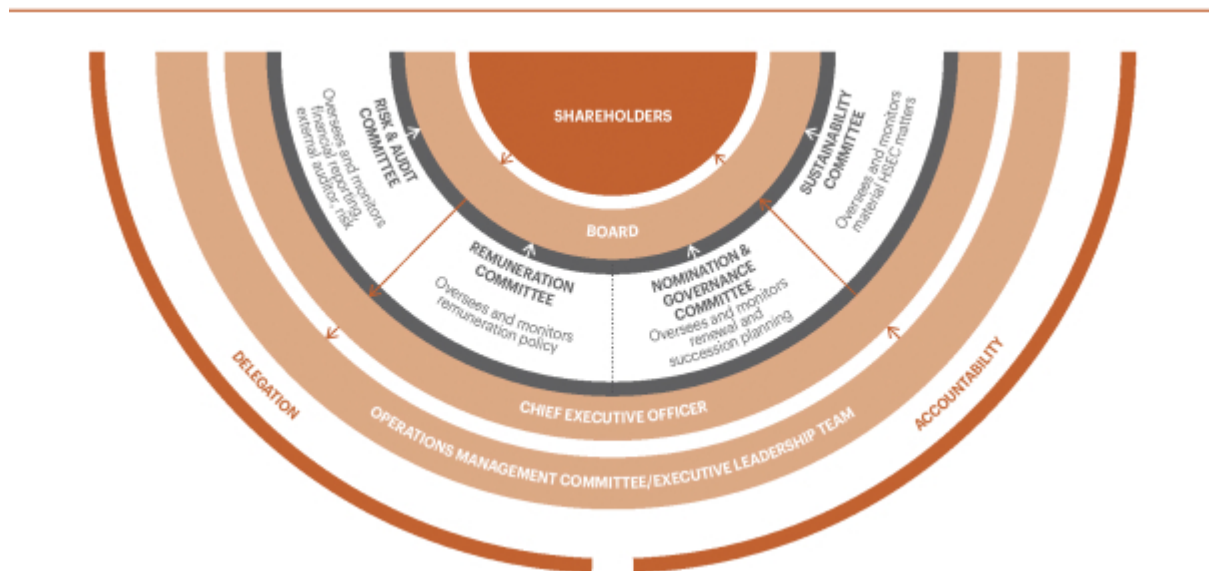 SHAREHOLDERS
BOARD
RISK & AUDIT
COMMITTEE
Oversees and monitors
financial reporting,
external auditor, risk
REMUNERATION
COMMITTEE
Oversees and monitors
remuneration policy
NOMINATION &
GOVERNANCE
COMMITTEE
Oversees and monitors
renewal and
succession planning
SUSTAINABILITY
COMMITTEE
Oversees and monitors
material HSEC matters
CHIEF EXECUTIVE OFFICER
OPERATIONS MANAGEMENT COMMITTEE/EXECUTIVE LEADERSHIP TEAM
DELEGATION
ACCOUNTABILITY